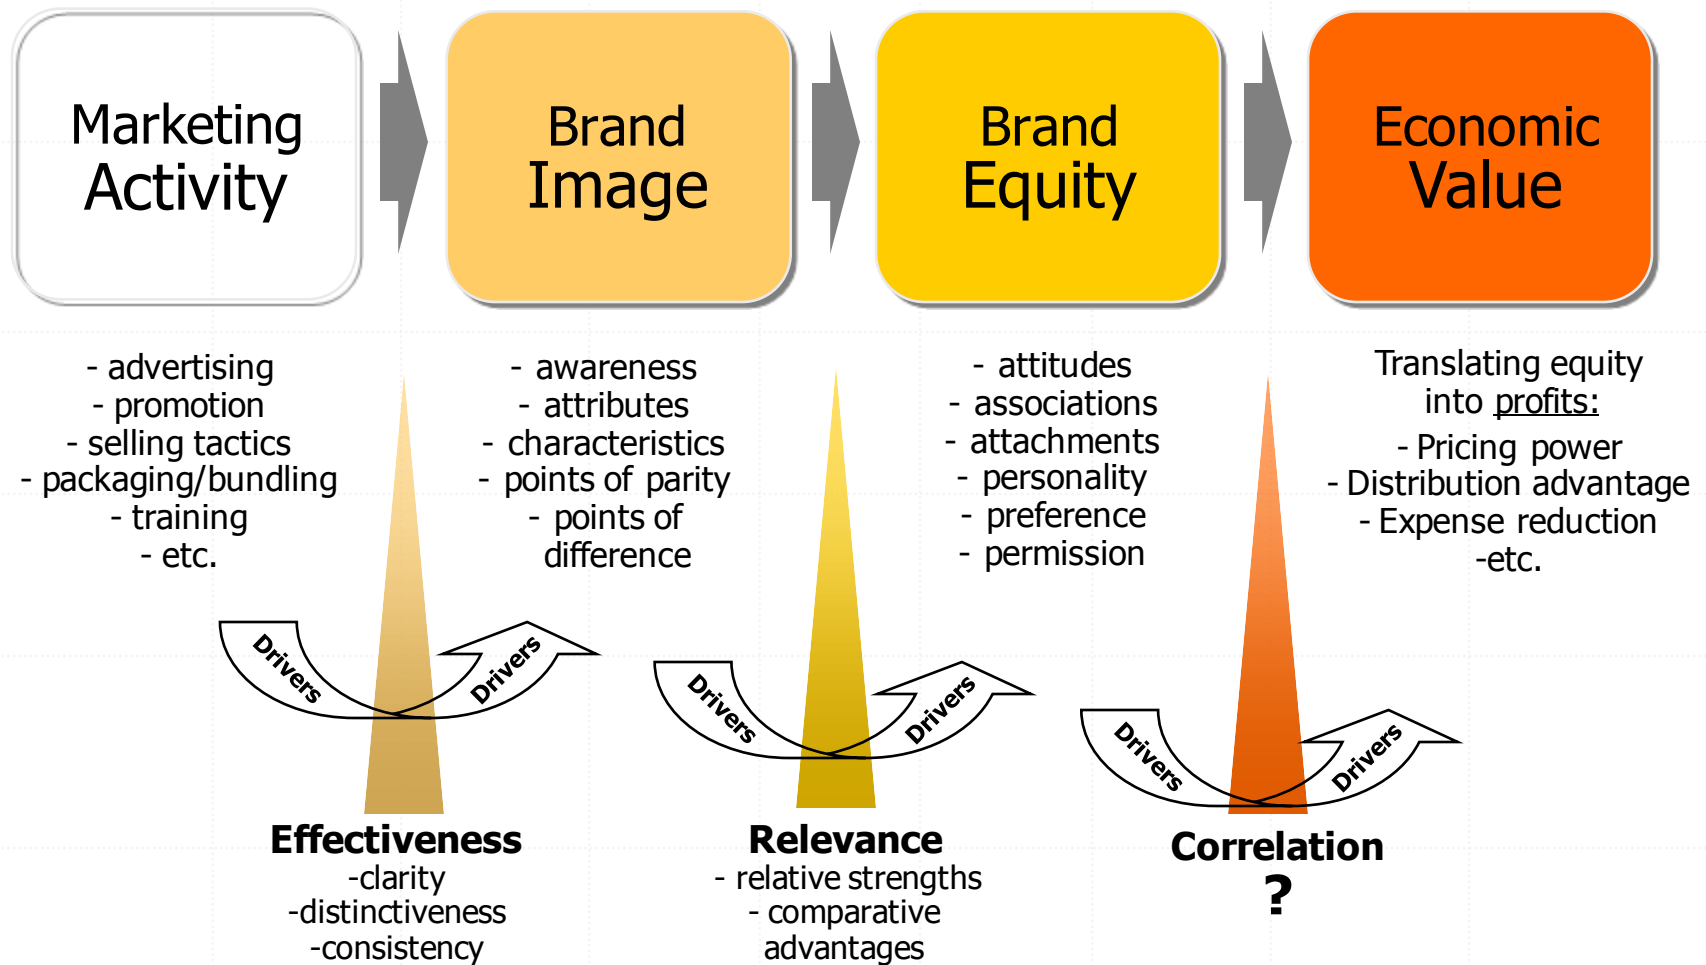 Marketing
Activity
Brand
Image
Brand
Equity
Economic
Value
- advertising
- promotion
- selling tactics
- packaging/bundling
- training
- etc.
- awareness
- attributes
- characteristics
- points of parity
- points of
difference
- attitudes
- associations
- attachments
- personality
- preference
- permission
Translating equity
into profits:
- Pricing power
- Distribution advantage
- Expense reduction
-etc.
Drivers
Drivers
Drivers
Drivers
Drivers
Drivers
Effectiveness
-clarity
-distinctiveness
-consistency
Relevance
- relative strengths
- comparative
advantages
Correlation
?